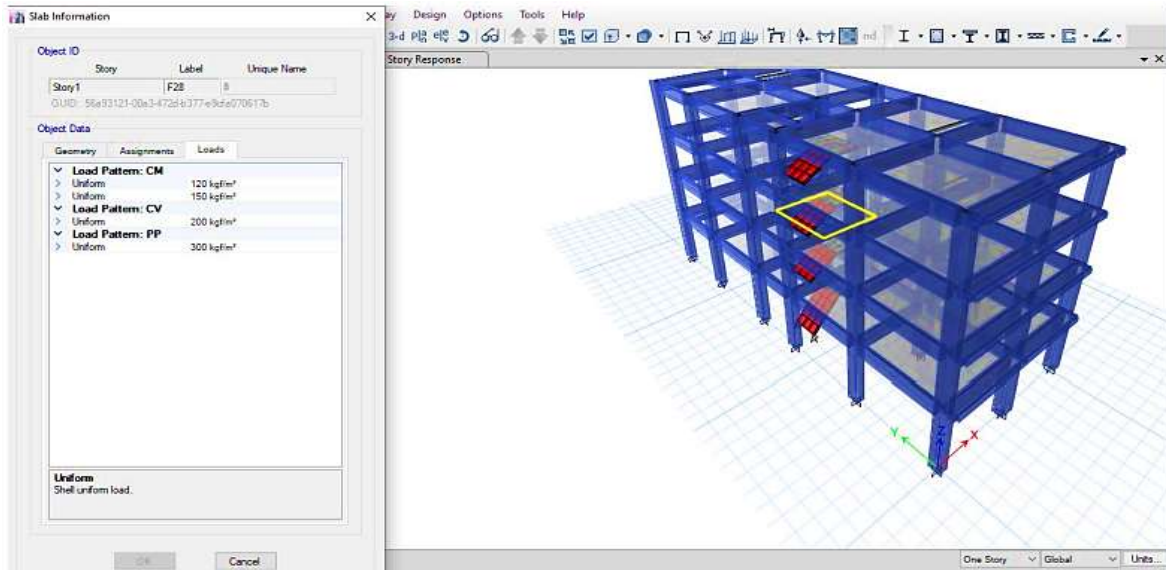 Slab Information
Design Options Tools Help
Object ID
Story Label Unique Name
Story1 F28 8
Story Response
Object Data
Geometry Assignments Loads
Load Pattern: CM
Uniform 120 kgf/m²
Uniform 150 kgf/m²
Load Pattern: CV
Uniform 200 kgf/m²
Load Pattern: PP
Uniform 300 kgf/m²
Y Z X
Uniform
Shell uniform load.
OK Cancel
One Story Global Units...